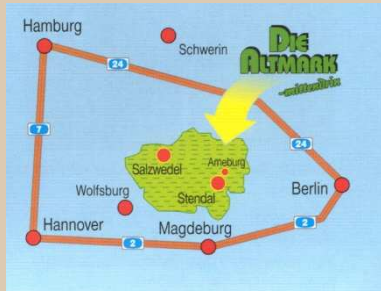 Hamburg
Schwerin
DIE
ALTMARK
-mittendrin
24
7
24
Salzwedel
Arneburg
Wolfsburg
Stendal
Berlin
Hannover
Magdeburg
2
2